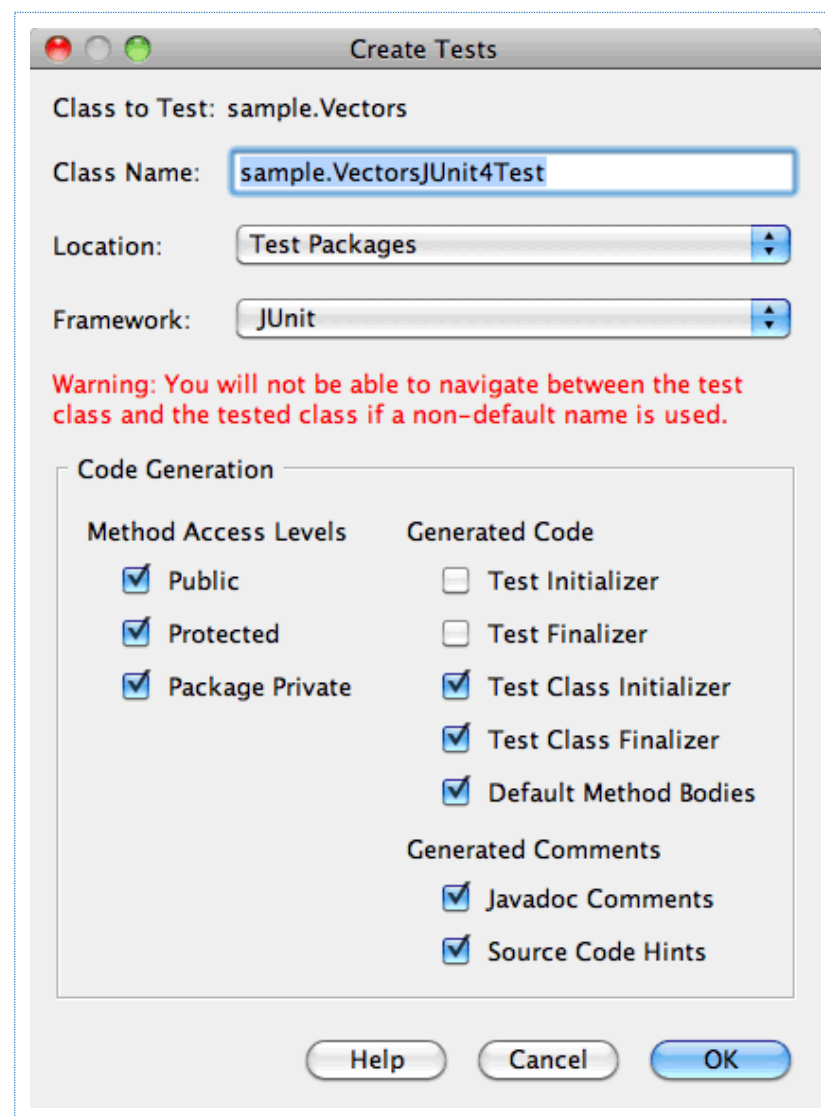 Create Tests
Class to Test: sample.Vectors
Class Name: sample.VectorsJUnit4Test
Location: Test Packages
Framework: JUnit
Warning: You will not be able to navigate between the test
class and the tested class if a non-default name is used.
Code Generation
Method Access Levels
Public
Protected
Package Private
Generated Code
Test Initializer
Test Finalizer
Test Class Initializer
Test Class Finalizer
Default Method Bodies
Generated Comments
Javadoc Comments
Source Code Hints
Help Cancel OK